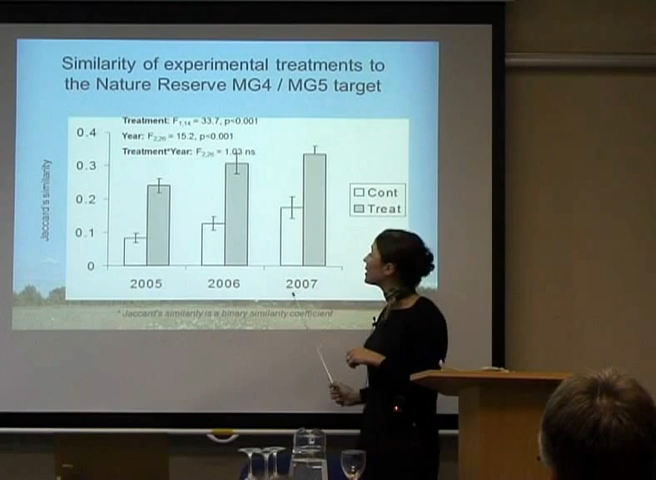 Similarity of experimental treatments to
the Nature Reserve MG4 / MG5 target
Treatment: F1,14 = 33.7, p<0.001
Year: F2,26 = 15.2, p<0.001
Treatment*Year: F2,26 = 1.03 ns
Jaccard's similarity
0.4
0.3
0.2
0.1
0
2005 2006 2007
Cont
Treat
* Jaccard's similarity is a binary similarity coefficient